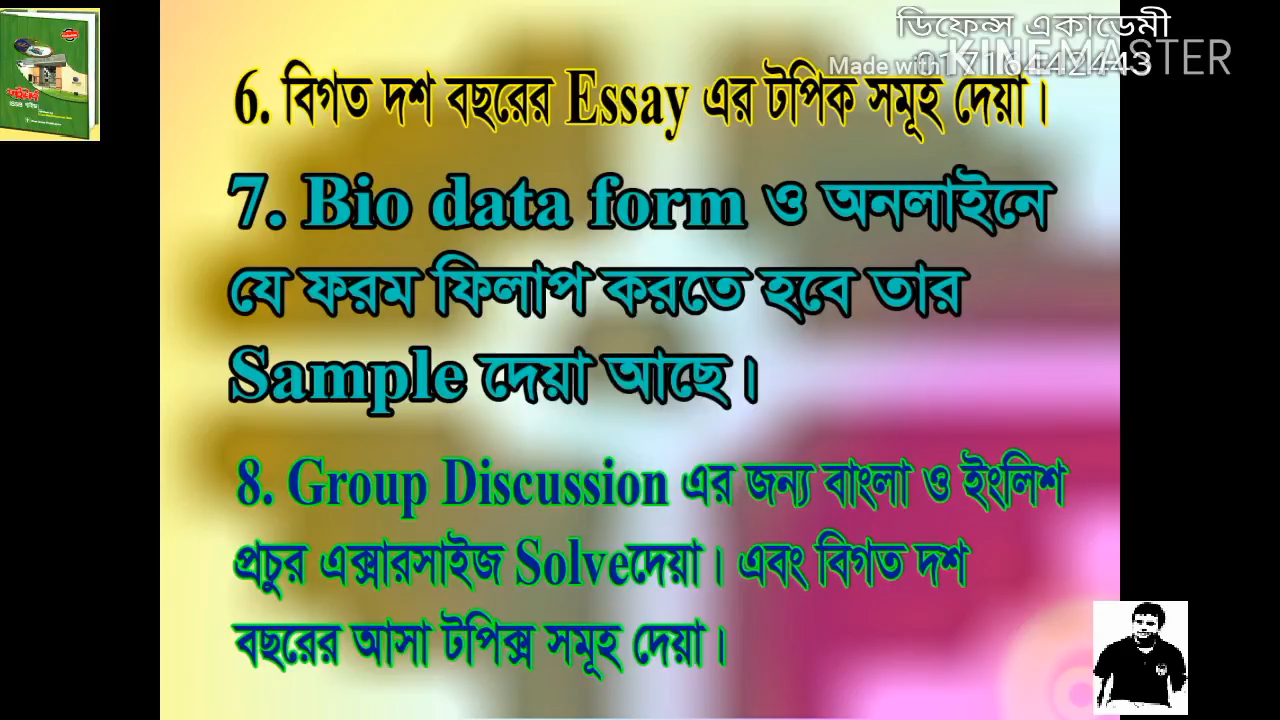 ডিফেন্স একাডেমী
Made with KINEMASTER
6. বিগত দশ বছরের Essay এর টপিক সমূহ দেয়া।
7. Bio data form ও অনলাইনে
যে ফরম ফিলাপ করতে হবে তার
Sample দেয়া আছে।
8. Group Discussion এর জন্য বাংলা ও ইংলিশ
প্রচুর এক্সারসাইজ Solveদেয়া। এবং বিগত দশ
বছরের আসা টপিক্স সমূহ দেয়া।